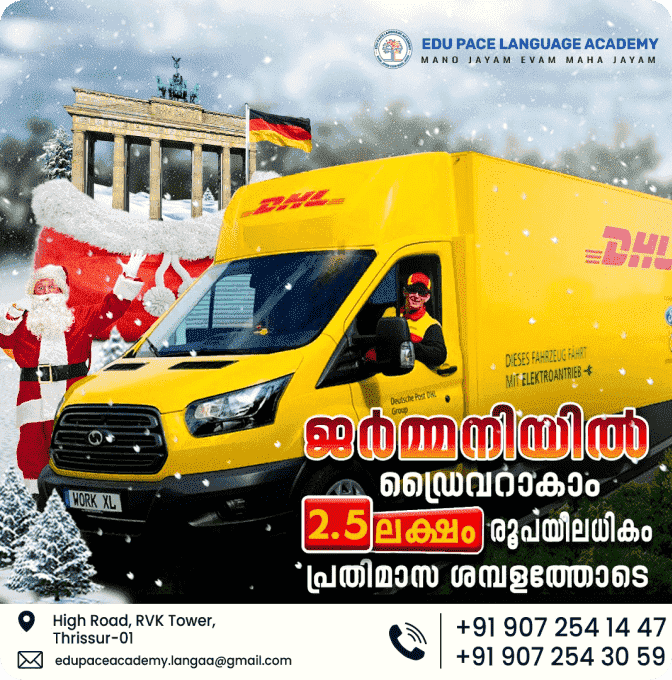 EDU PACE LANGUAGE ACADEMY
MANO JAYAM EVAM MAHA JAYAM
DHL
DHL
DIESES FAHRZEUG FÄHRT
MIT ELEKTROANTRIEB
Deutsche Post DHL
Group
WORK XL
ജർമ്മനിയിൽ
ഡ്രൈവറാകാം
2.5 ലക്ഷം രൂപയിലധികം
പ്രതിമാസ ശമ്പളത്തോടെ
High Road, RVK Tower,
Thrissur-01
edupaceacademy.langaa@gmail.com
+91 907 254 14 47
+91 907 254 30 59